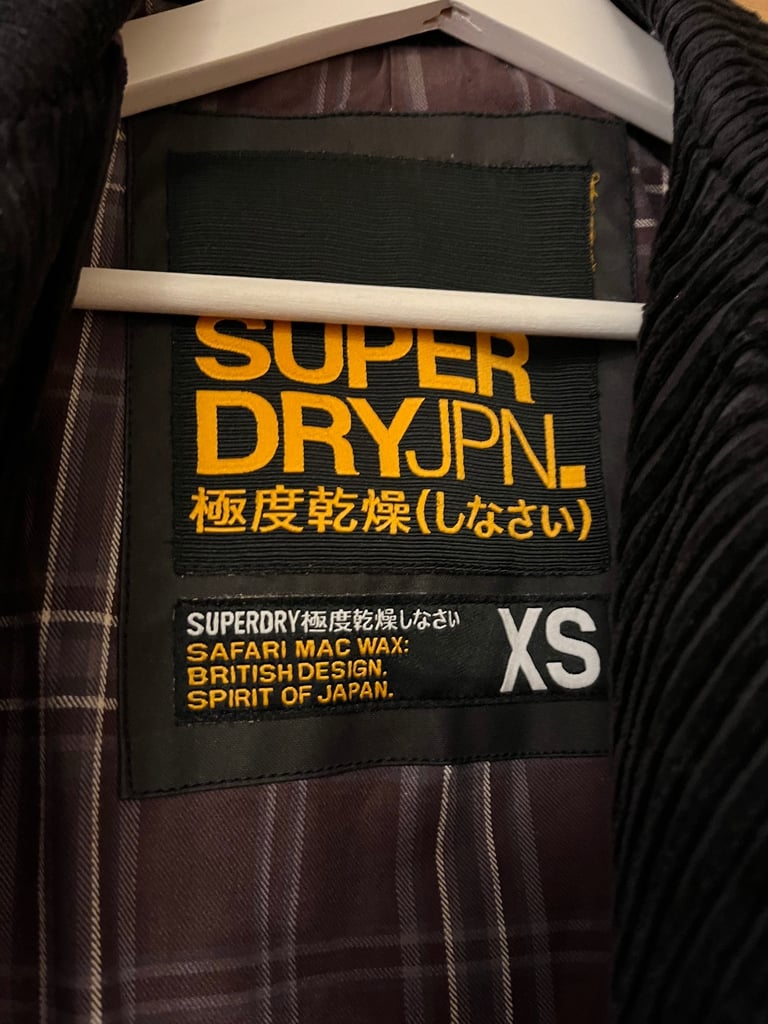 SUPER
DRYJPN.
極度乾燥(しなさい)
SUPERDRY極度乾燥しなさい
SAFARI MAC WAX:
BRITISH DESIGN.
SPIRIT OF JAPAN.
XS